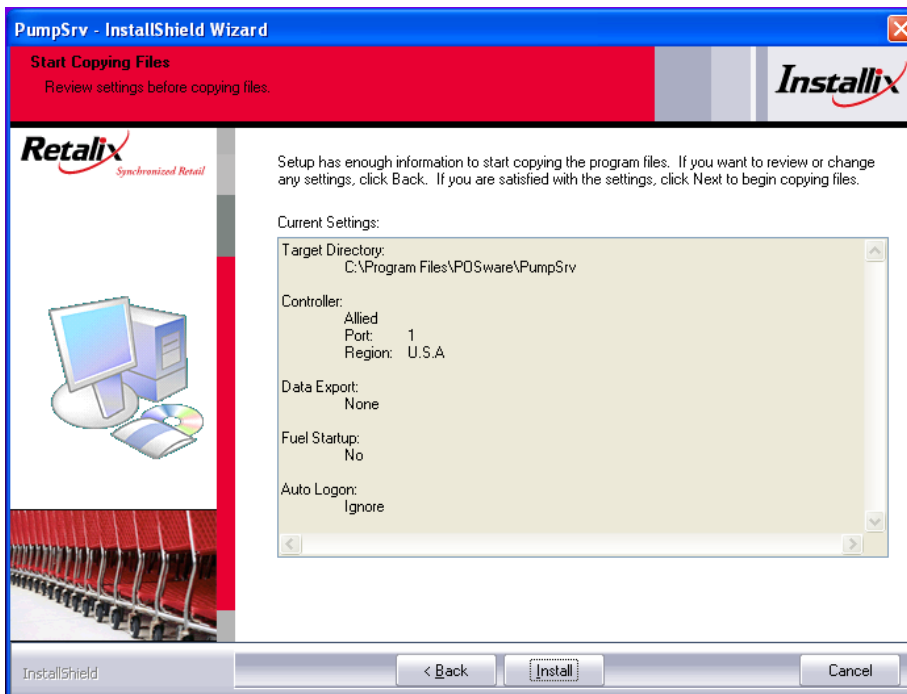 PumpSrv - InstallShield Wizard
Start Copying Files
Review settings before copying files.
Installix
Retalix
Synchronized Retail
Setup has enough information to start copying the program files. If you want to review or change
any settings, click Back. If you are satisfied with the settings, click Next to begin copying files.
Current Settings:
Target Directory:
C:\Program Files\POSware\PumpSrv
Controller:
Allied
Port: 1
Region: U.S.A
Data Export:
None
Fuel Startup:
No
Auto Logon:
Ignore
InstallShield
< Back
Install
Cancel